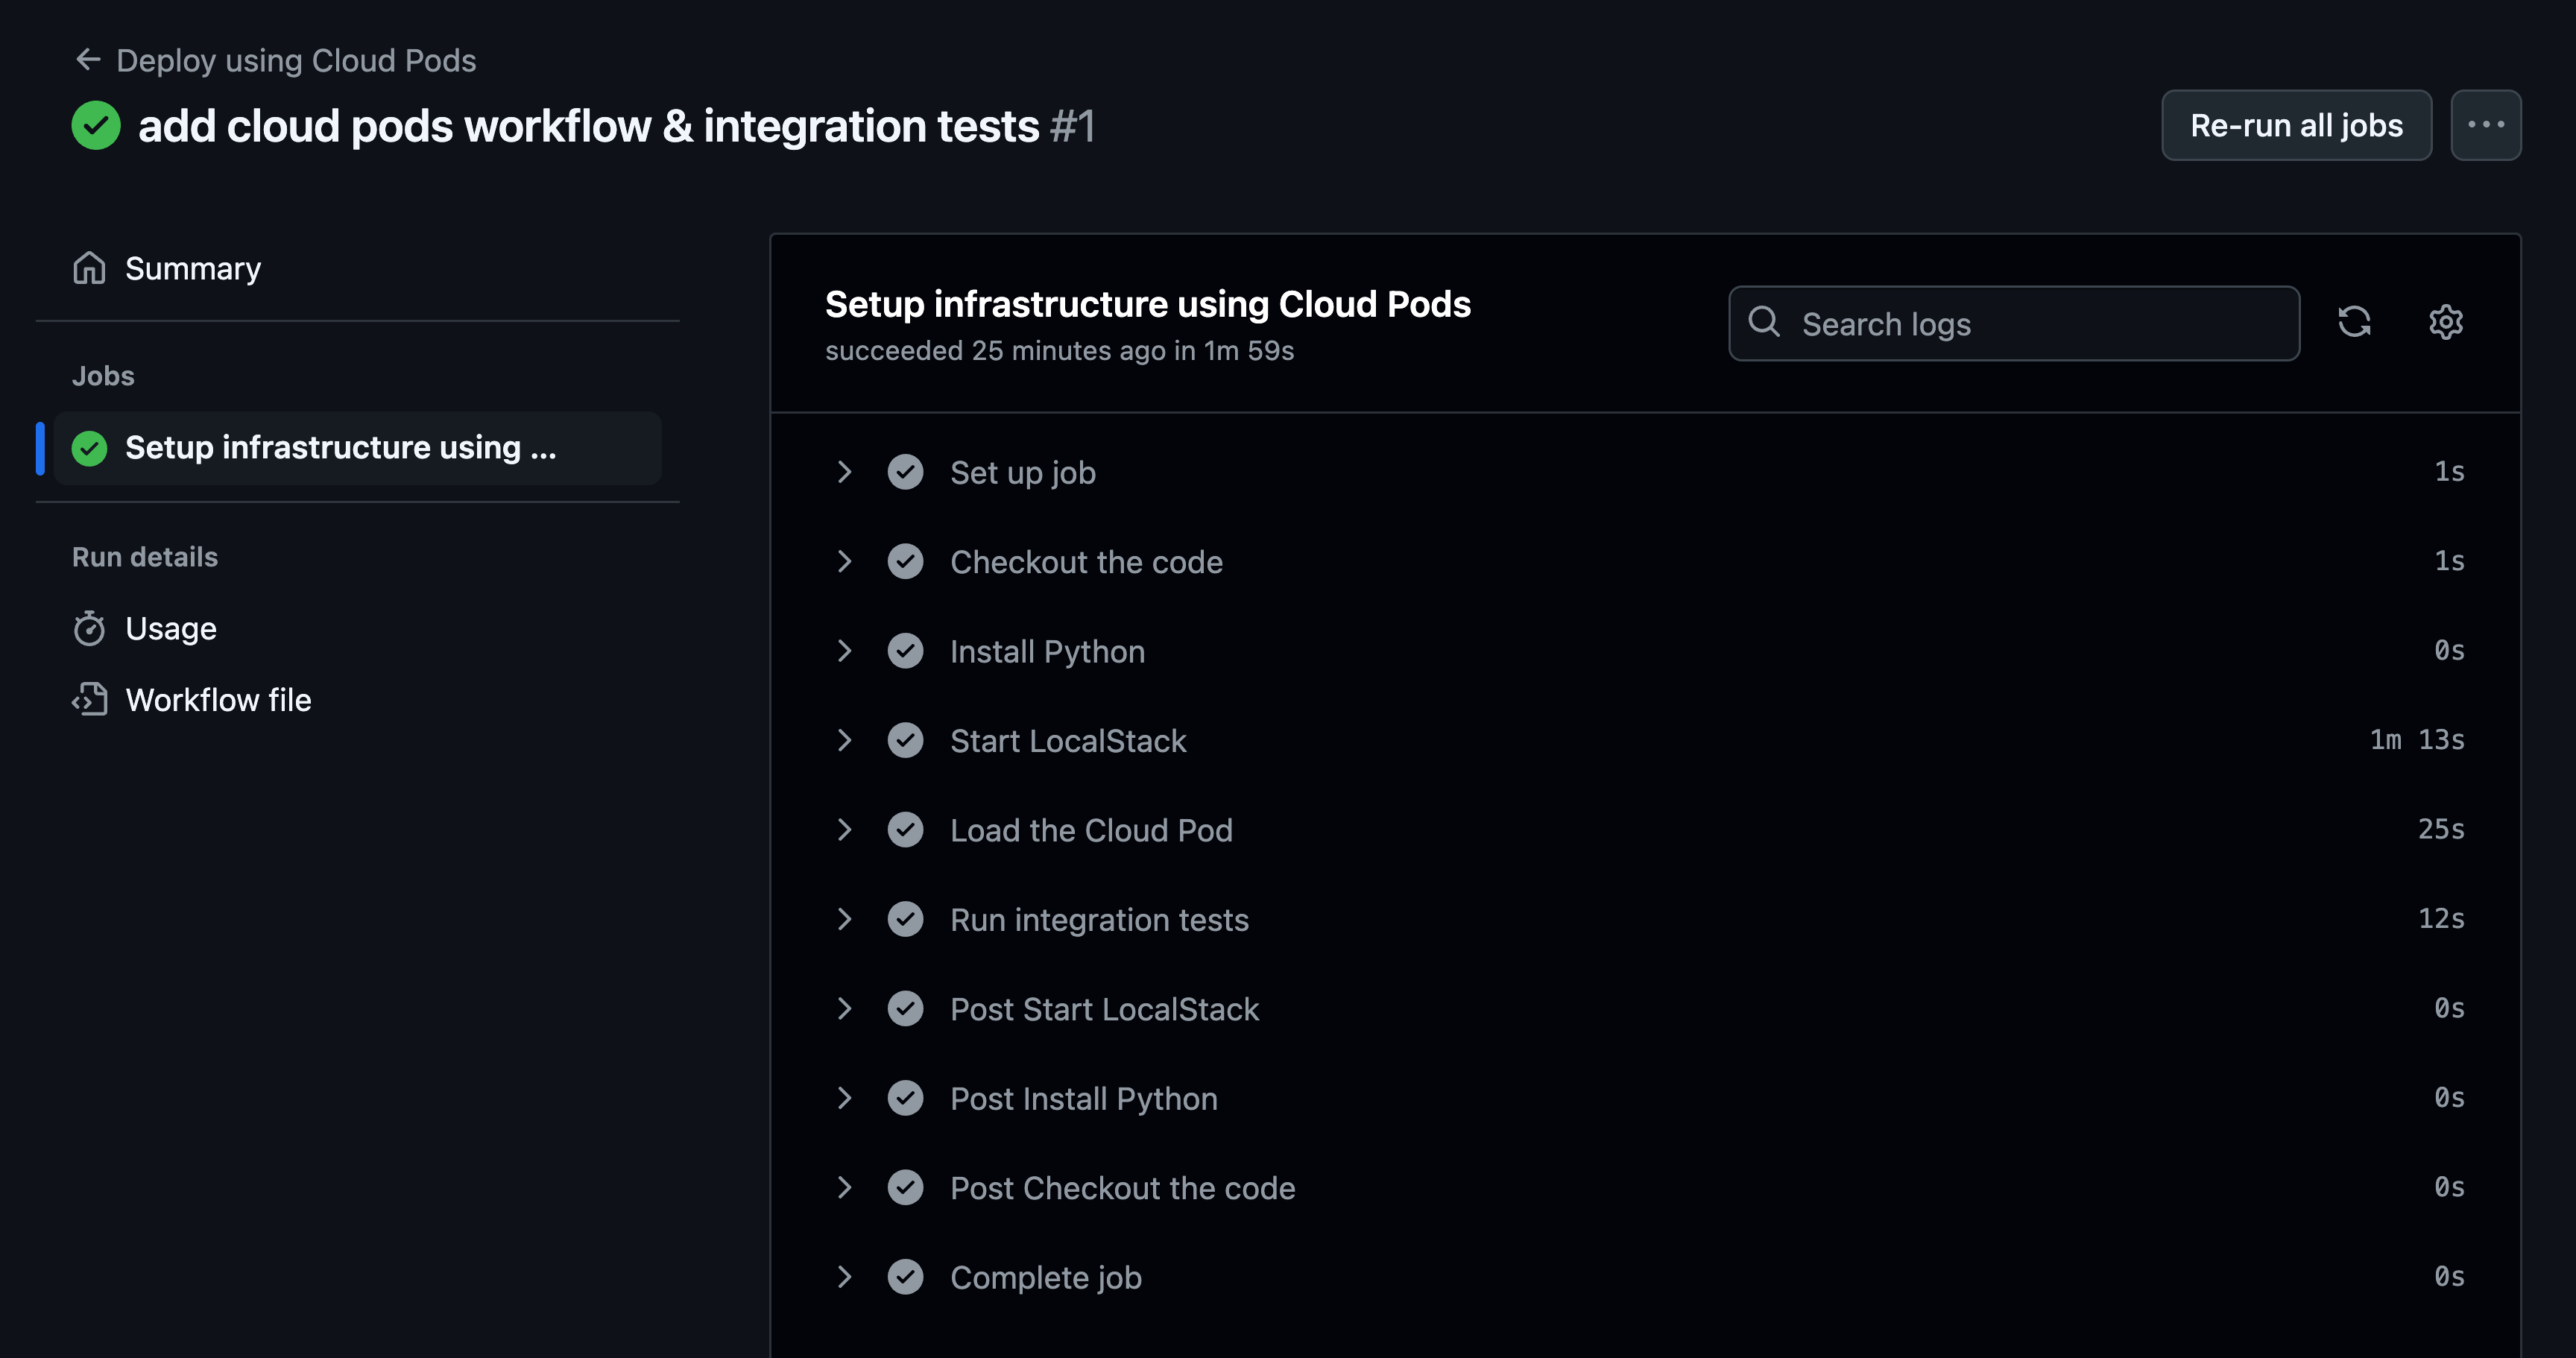 Deploy using Cloud Pods
add cloud pods workflow & integration tests #1
Re-run all jobs
Summary
Jobs
Setup infrastructure using ...
Run details
Usage
Workflow file
Setup infrastructure using Cloud Pods
succeeded 25 minutes ago in 1m 59s
Search logs
Set up job 1s
Checkout the code 1s
Install Python 0s
Start LocalStack 1m 13s
Load the Cloud Pod 25s
Run integration tests 12s
Post Start LocalStack 0s
Post Install Python 0s
Post Checkout the code 0s
Complete job 0s